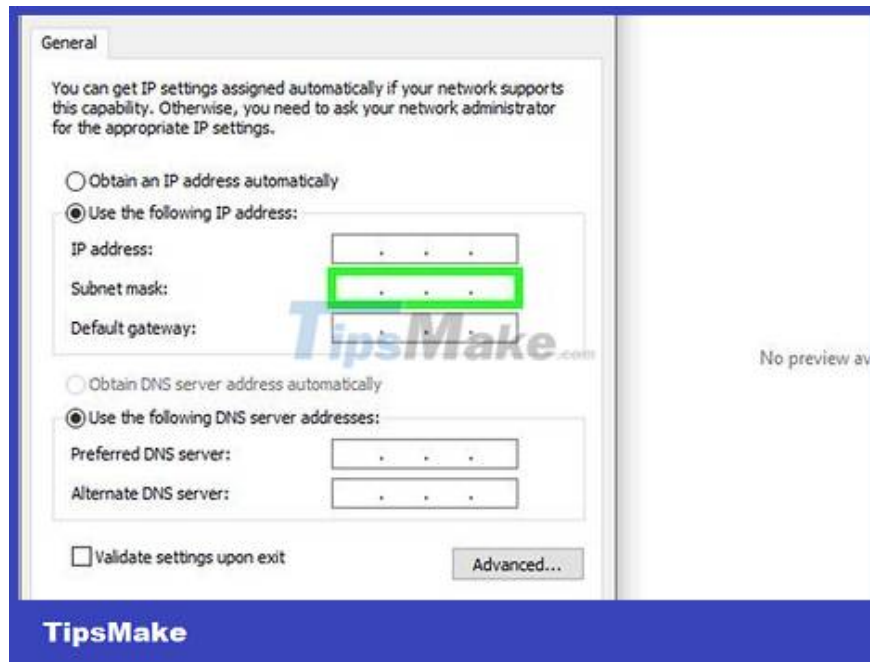 General
You can get IP settings assigned automatically if your network supports
this capability. Otherwise, you need to ask your network administrator
for the appropriate IP settings.
Obtain an IP address automatically
Use the following IP address:
IP address:
Subnet mask:
Default gateway:
TipsMake.com
No preview av
Obtain DNS server address automatically
Use the following DNS server addresses:
Preferred DNS server:
Alternate DNS server:
Validate settings upon exit
Advanced...
TipsMake